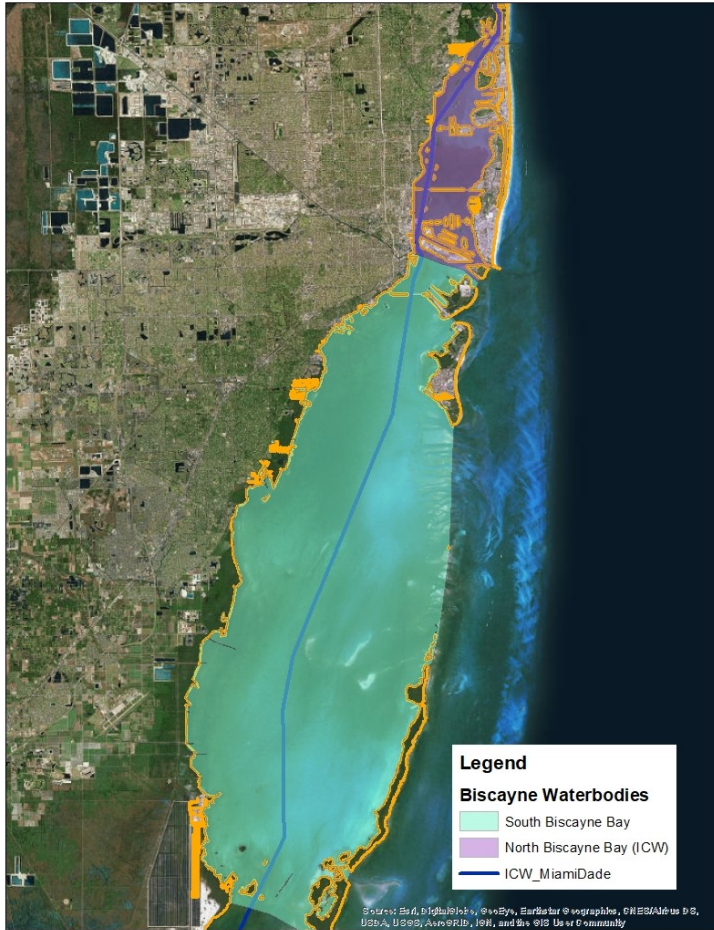 Legend
Biscayne Waterbodies
South Biscayne Bay
North Biscayne Bay (ICW)
ICW_MiamiDade
Source: Esri, DigitalGlobe, GeoEye, Earthstar Geographics, CNES/Airbus DS,
USDA, USGS, AeroGRID, IGN, and the GIS User Community